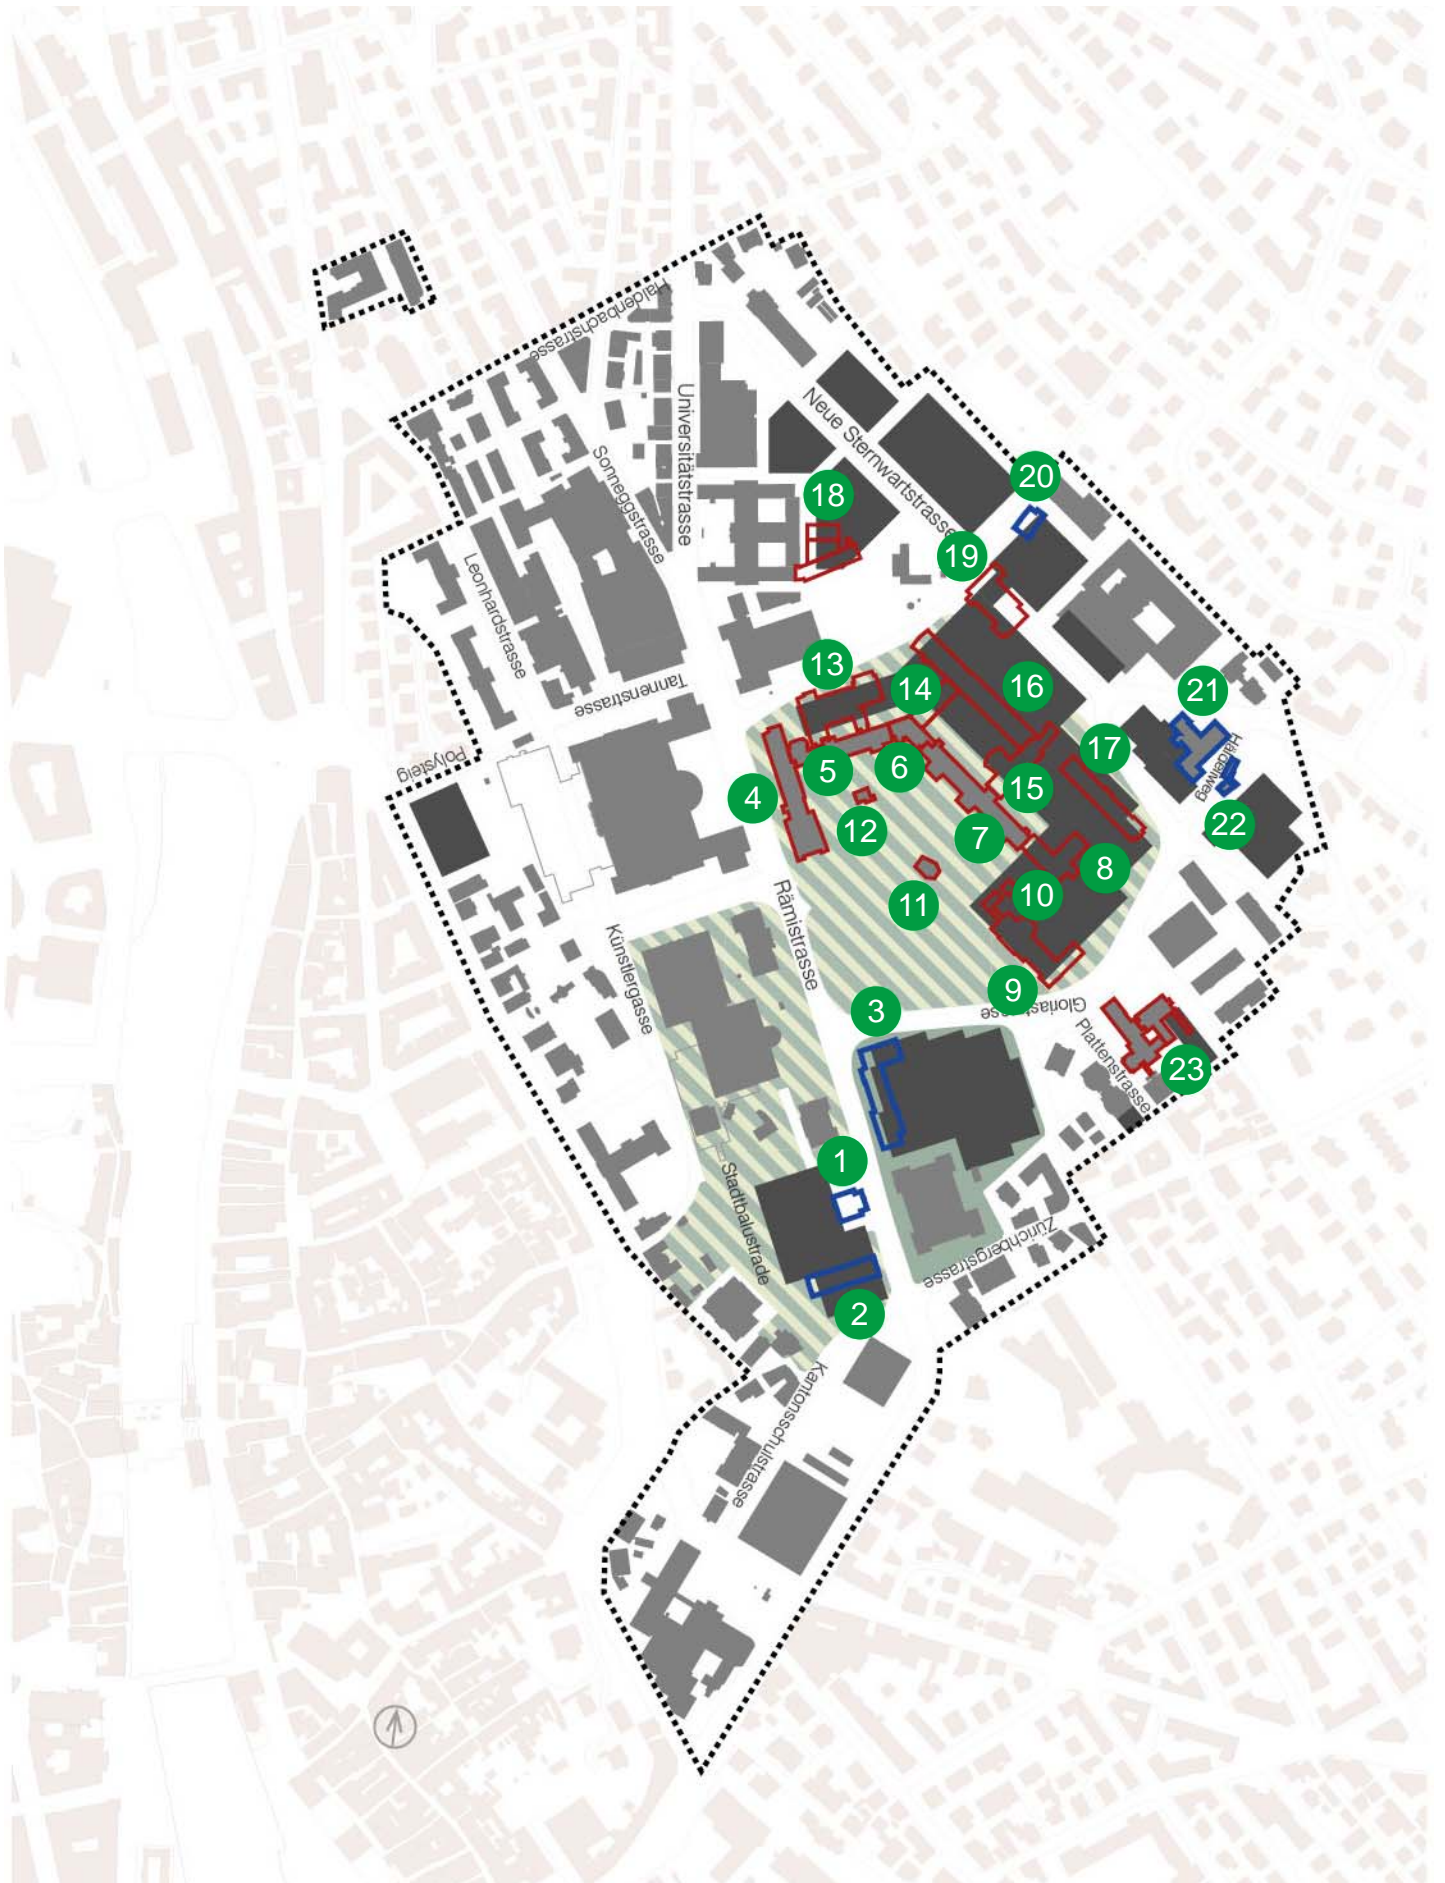 Haldenbachstrasse
Universitätstrasse
Neue Sternwartstrasse
Sonneggstrasse
20
18
19
Leonhardstrasse
13
14
16
21
Tannenstrasse
17
Häldeliweg
Polysteig
5
6
15
4
12
7
22
8
10
11
Rämistrasse
Künstlergasse
9
3
Gloriastrasse
Plattenstrasse
23
1
Stadtbalustrade
Zürichbergstrasse
2
Kantonsschulstrasse